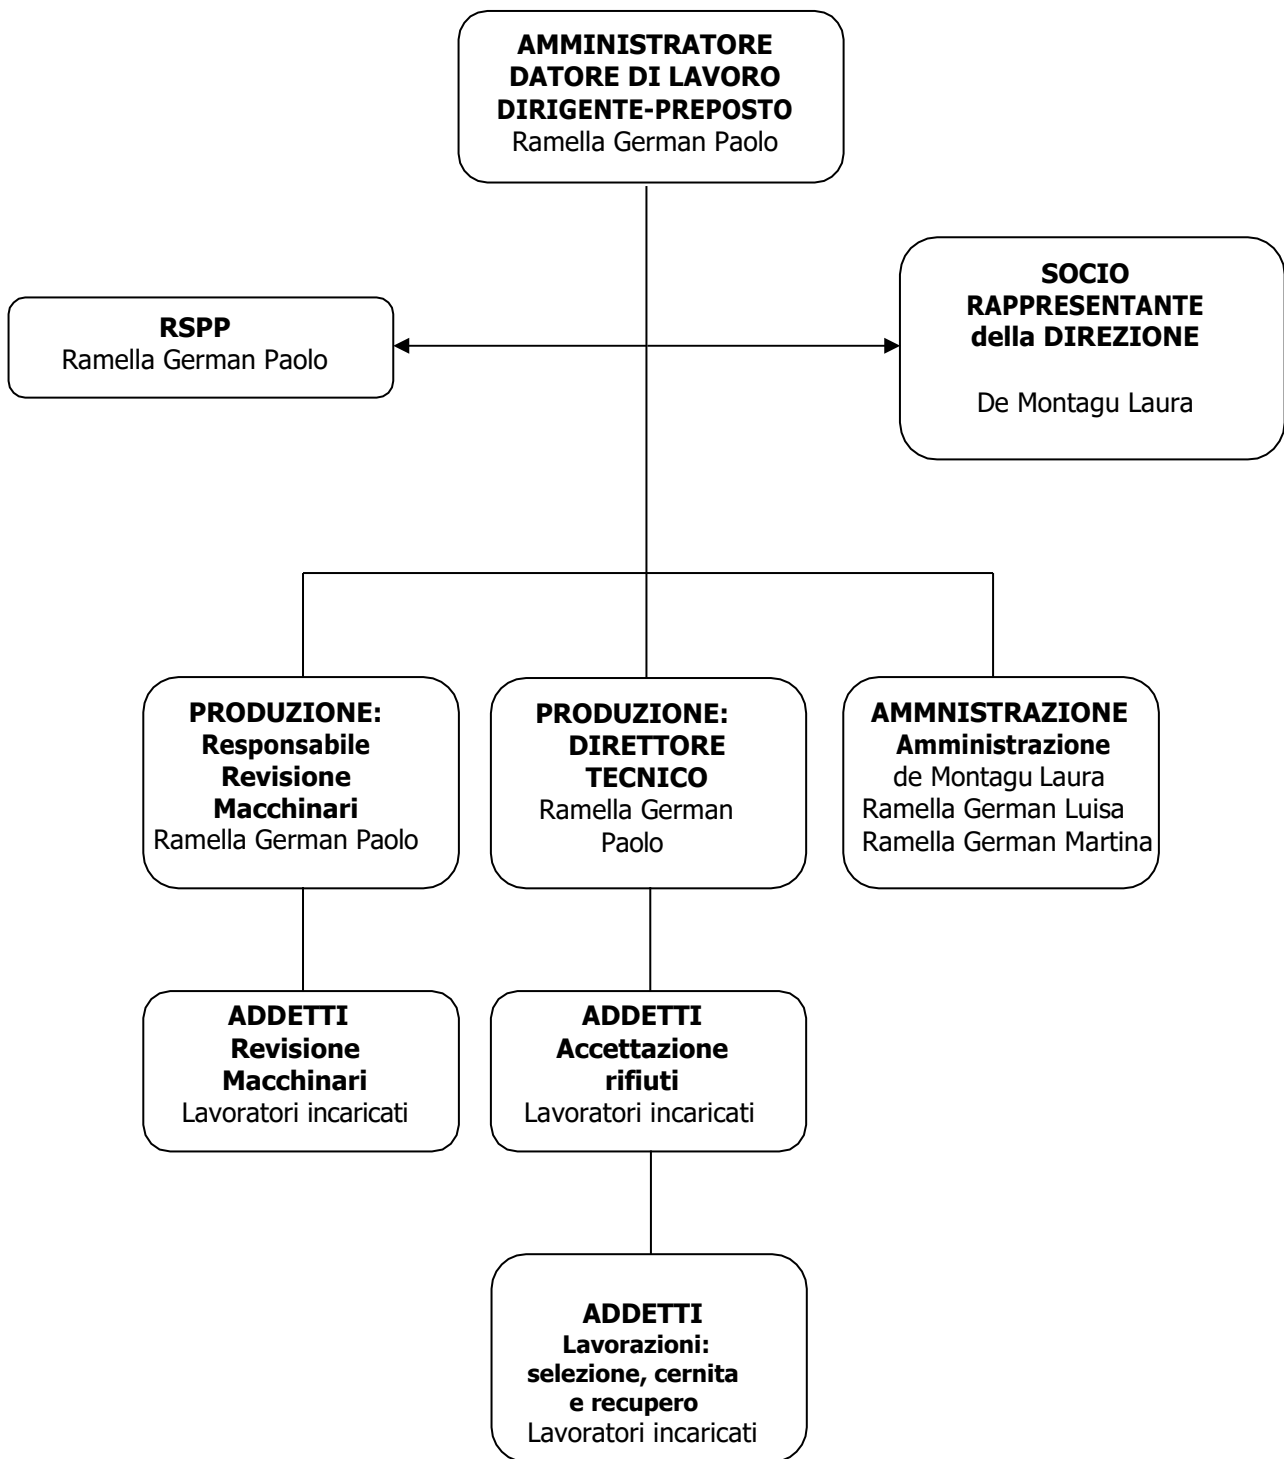 AMMINISTRATORE
DATORE DI LAVORO
DIRIGENTE-PREPOSTO
Ramella German Paolo
SOCIO
RAPPRESENTANTE
della DIREZIONE
De Montagu Laura
RSPP
Ramella German Paolo
PRODUZIONE:
Responsabile
Revisione
Macchinari
Ramella German Paolo
PRODUZIONE:
DIRETTORE
TECNICO
Ramella German
Paolo
AMMNISTRAZIONE
Amministrazione
de Montagu Laura
Ramella German Luisa
Ramella German Martina
ADDETTI
Revisione
Macchinari
Lavoratori incaricati
ADDETTI
Accettazione
rifiuti
Lavoratori incaricati
ADDETTI
Lavorazioni:
selezione, cernita
e recupero
Lavoratori incaricati